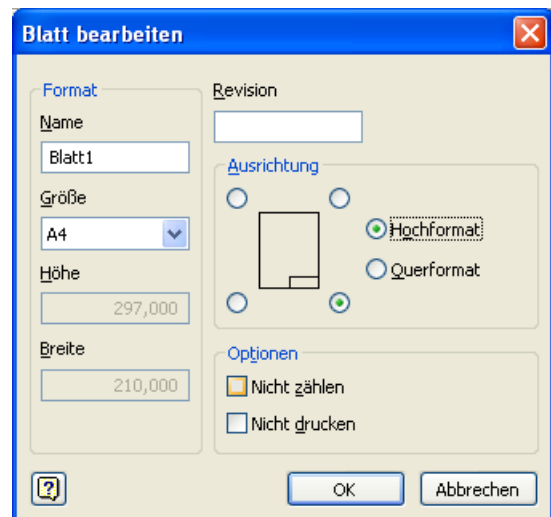 Blatt bearbeiten
Format
Name
Blatt1
Größe
A4
Höhe
297,000
Breite
210,000
Revision
Ausrichtung
Hochformat
Querformat
Optionen
Nicht zählen
Nicht drucken
?
OK
Abbrechen